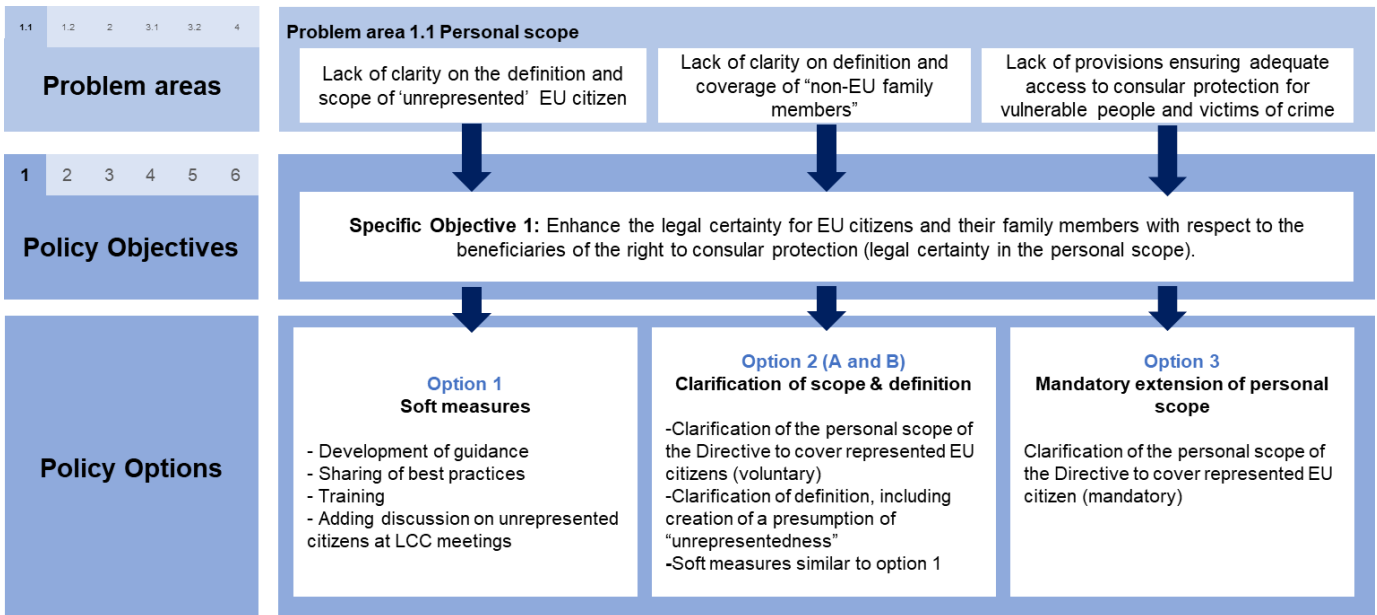 1.1 1.2 2 3.1 3.2 4
Problem areas
Problem area 1.1 Personal scope
Lack of clarity on the definition and
scope of ‘unrepresented’ EU citizen
Lack of clarity on definition and
coverage of “non-EU family
members”
Lack of provisions ensuring adequate
access to consular protection for
vulnerable people and victims of crime
1 2 3 4 5 6
Policy Objectives
Specific Objective 1: Enhance the legal certainty for EU citizens and their family members with respect to the
beneficiaries of the right to consular protection (legal certainty in the personal scope).
Policy Options
Option 1
Soft measures
- Development of guidance
- Sharing of best practices
- Training
- Adding discussion on unrepresented
citizens at LCC meetings
Option 2 (A and B)
Clarification of scope & definition
-Clarification of the personal scope of
the Directive to cover represented EU
citizens (voluntary)
-Clarification of definition, including
creation of a presumption of
“unrepresentedness”
-Soft measures similar to option 1
Option 3
Mandatory extension of personal
scope
Clarification of the personal scope of
the Directive to cover represented EU
citizen (mandatory)